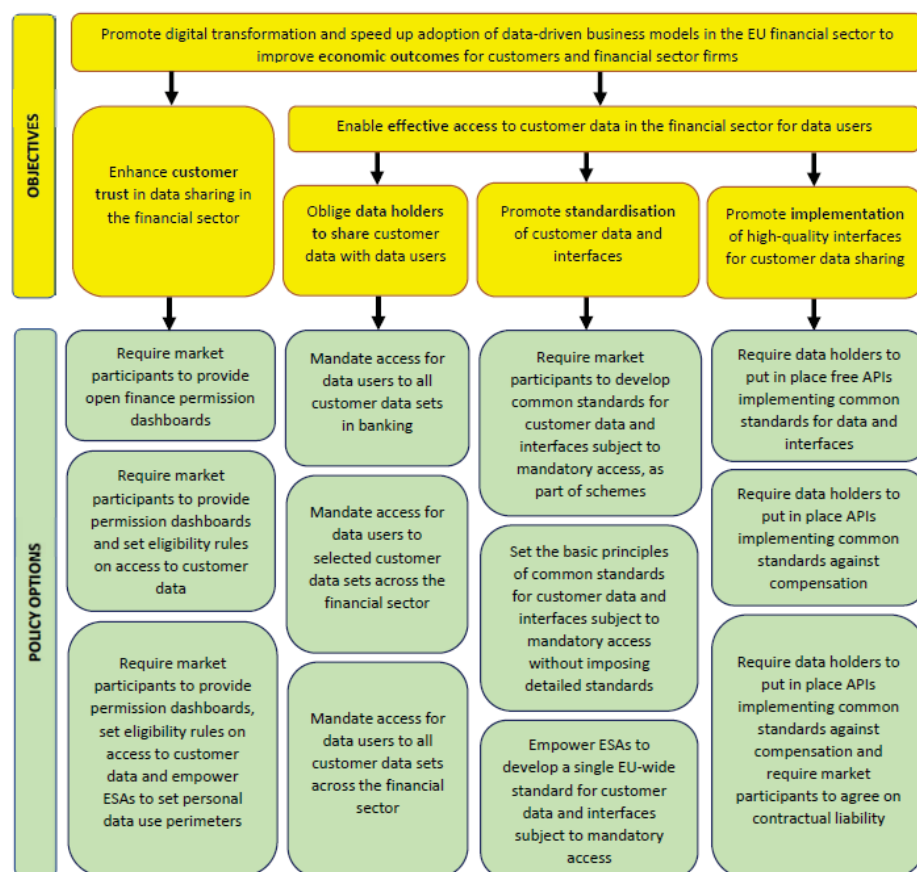 OBJECTIVES
Promote digital transformation and speed up adoption of data-driven business models in the EU financial sector to
improve economic outcomes for customers and financial sector firms
Enhance customer
trust in data sharing in
the financial sector
Enable effective access to customer data in the financial sector for data users
Oblige data holders
to share customer
data with data users
Promote standardisation
of customer data and
interfaces
Promote implementation
of high-quality interfaces
for customer data sharing
POLICY OPTIONS
Require market
participants to provide
open finance permission
dashboards
Require market
participants to provide
permission dashboards
and set eligibility rules
on access to customer
data
Require market
participants to provide
permission dashboards,
set eligibility rules on
access to customer
data and empower
ESAs to set personal
data use perimeters
Mandate access for
data users to all
customer data sets
in banking
Mandate access for
data users to
selected customer
data sets across the
financial sector
Mandate access for
data users to all
customer data sets
across the financial
sector
Require market
participants to develop
common standards for
customer data and
interfaces subject to
mandatory access, as
part of schemes
Set the basic principles
of common standards
for customer data and
interfaces subject to
mandatory access
without imposing
detailed standards
Empower ESAs to
develop a single EU-wide
standard for customer
data and interfaces
subject to mandatory
access
Require data holders to
put in place free APIs
implementing common
standards for data and
interfaces
Require data holders to
put in place APIs
implementing common
standards against
compensation
Require data holders to
put in place APIs
implementing common
standards against
compensation and
require market
participants to agree on
contractual liability